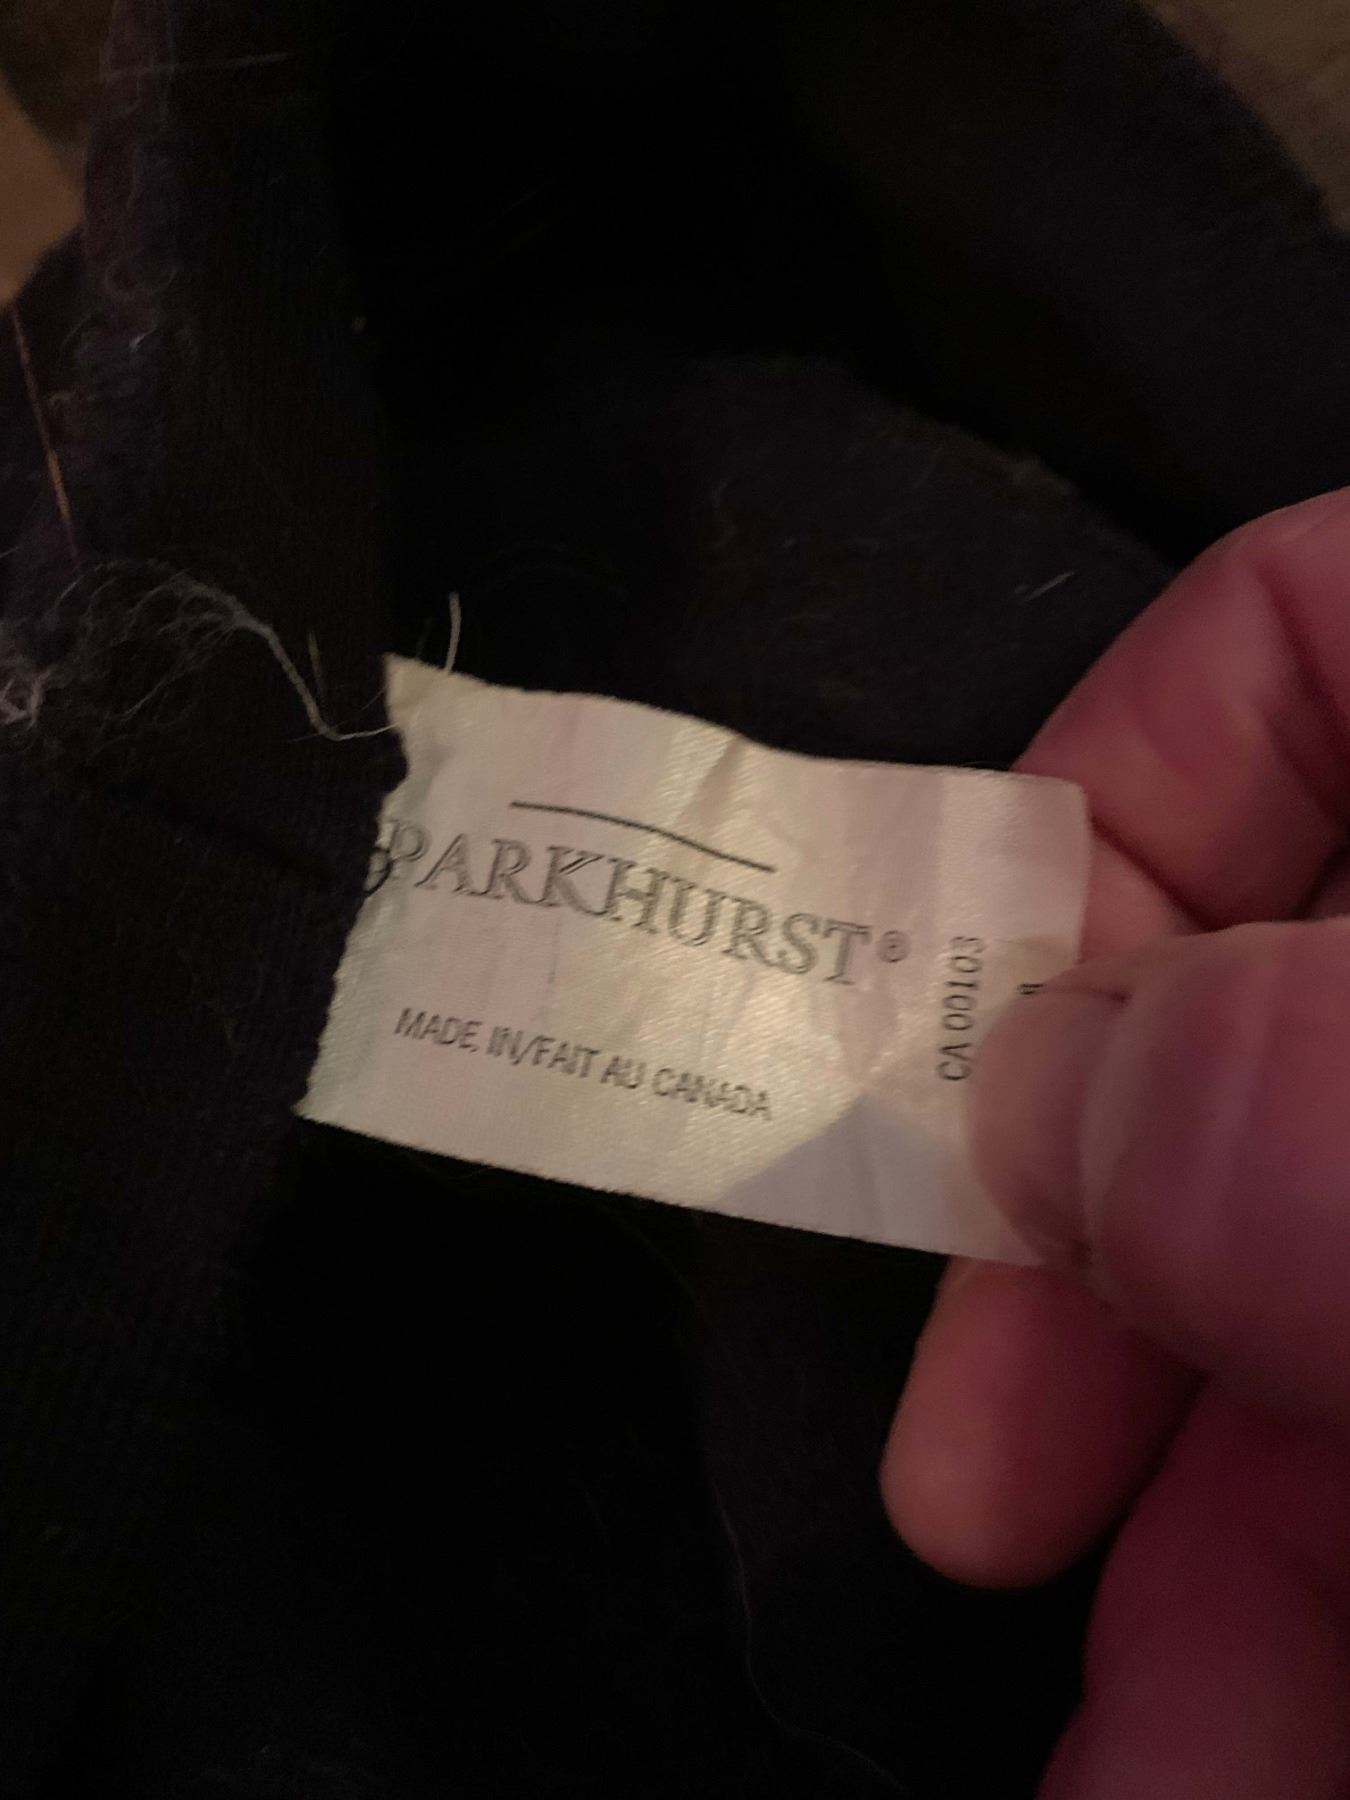 PARKHURST®
MADE IN/FAIT AU CANADA
CA 00103